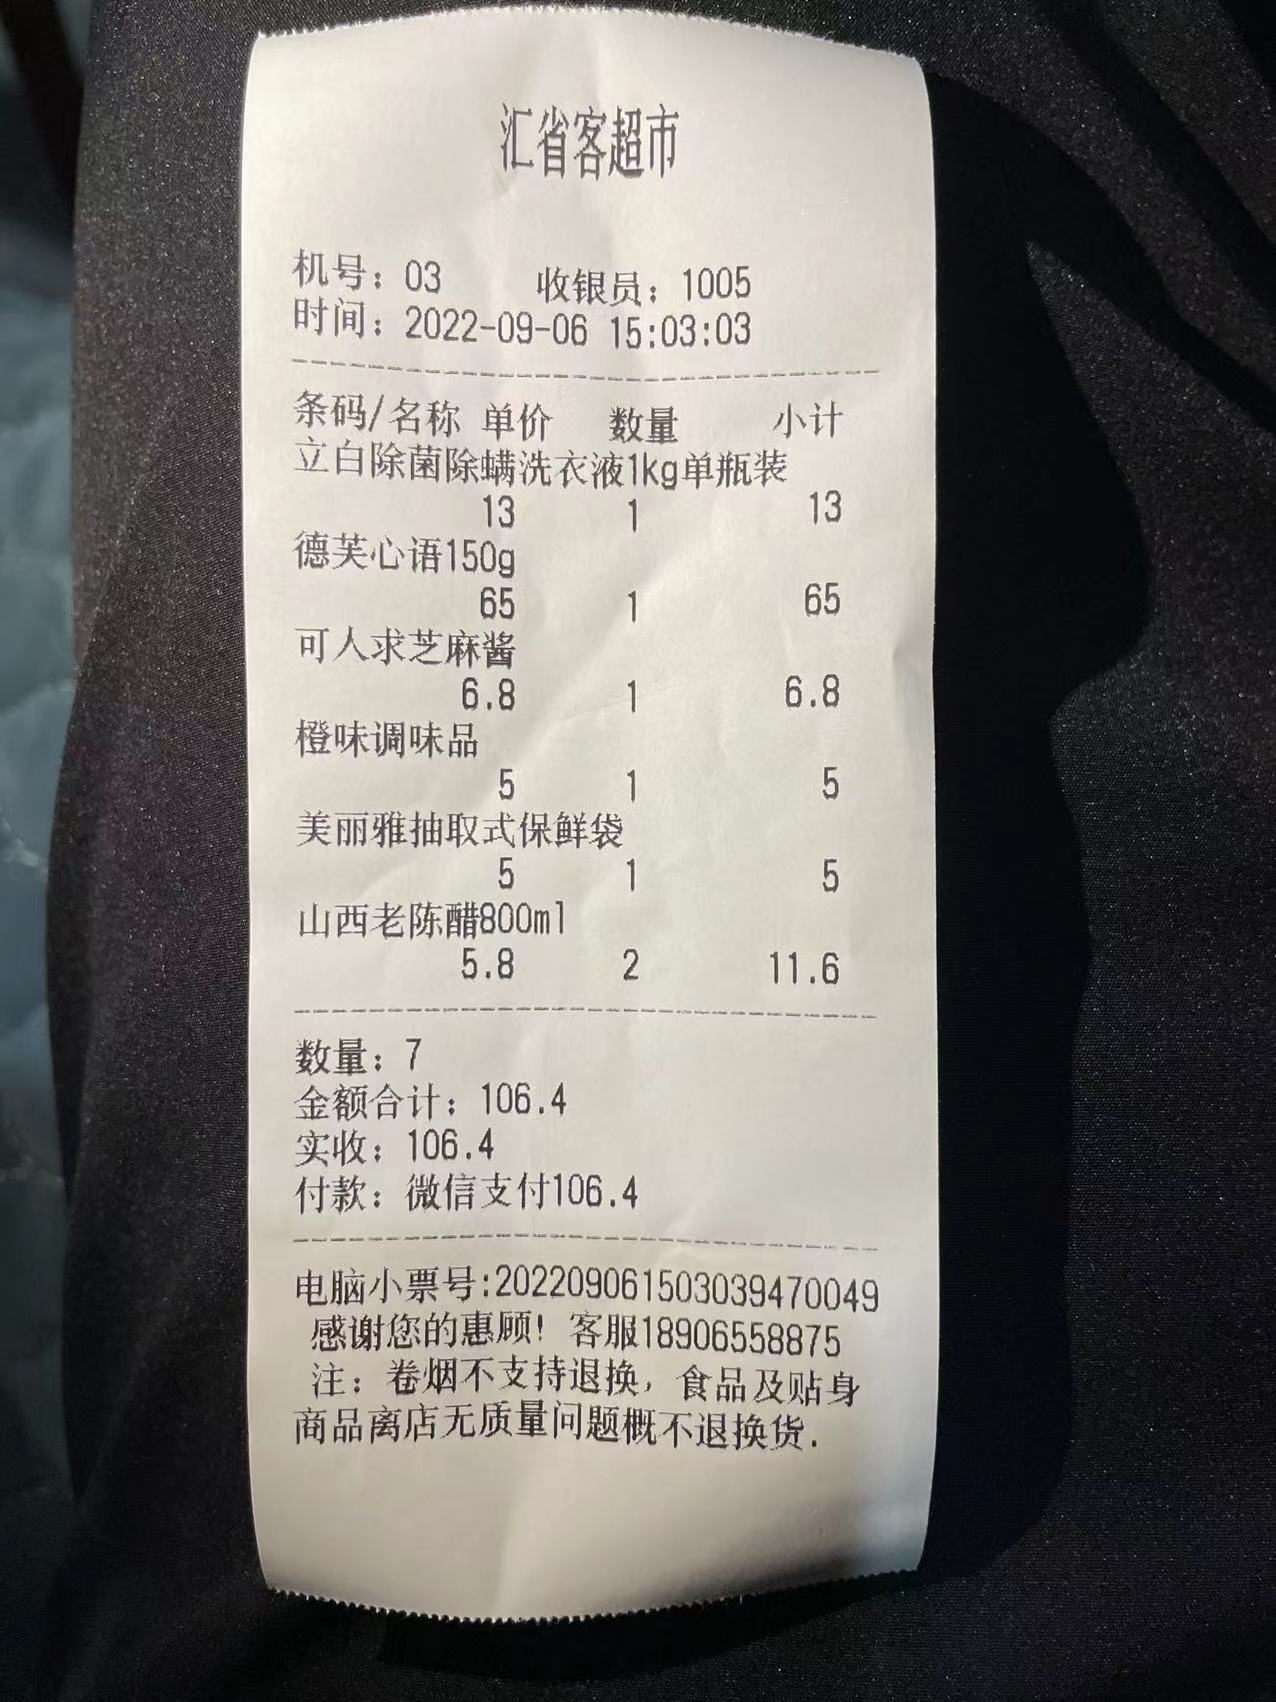 汇省客超市
机号：03 收银员：1005
时间：2022-09-06 15:03:03
条码/名称 单价 数量 小计
立白除菌除螨洗衣液1kg单瓶装
13 1 13
德芙心语150g
65 1 65
可人求芝麻酱
6.8 1 6.8
橙味调味品
5 1 5
美丽雅抽取式保鲜袋
5 1 5
山西老陈醋800ml
5.8 2 11.6
数量：7
金额合计：106.4
实收：106.4
付款：微信支付106.4
电脑小票号:202209061503039470049
感谢您的惠顾！客服18906558875
注：卷烟不支持退换，食品及贴身
商品离店无质量问题概不退换货.